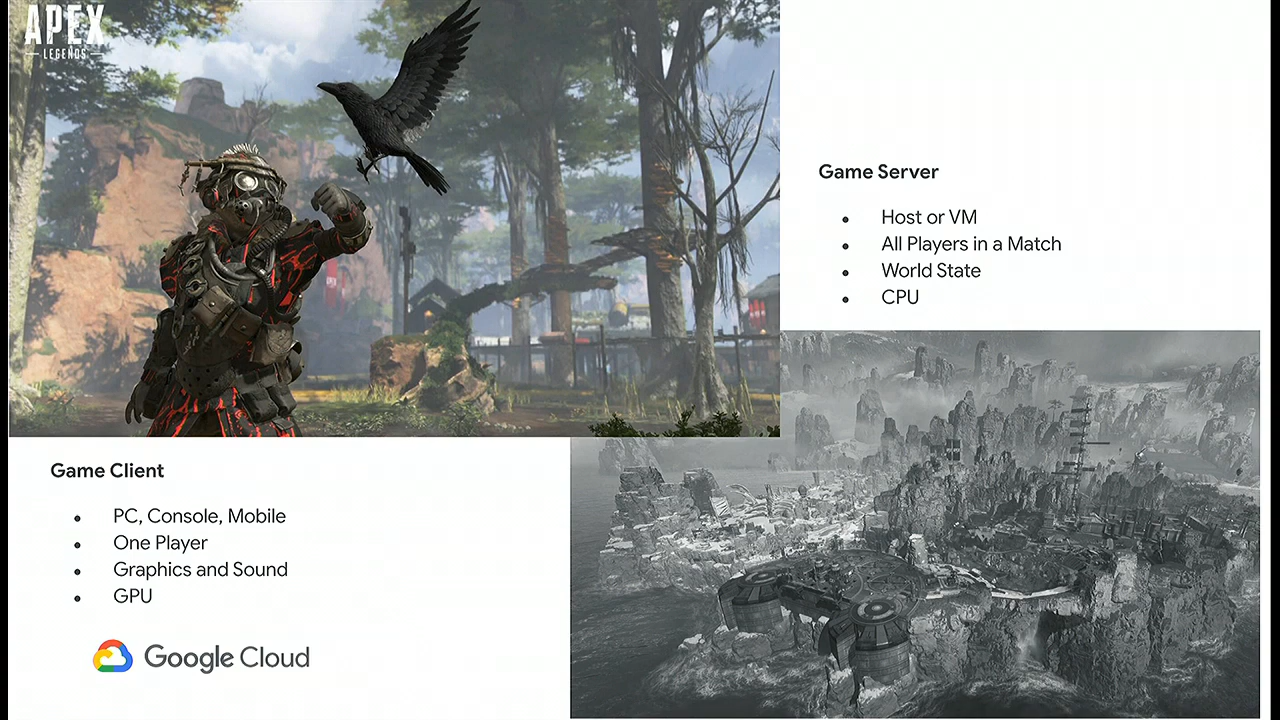 APEX
LEGENDS
Game Server
Host or VM
All Players in a Match
World State
CPU
Game Client
PC, Console, Mobile
One Player
Graphics and Sound
GPU
Google Cloud